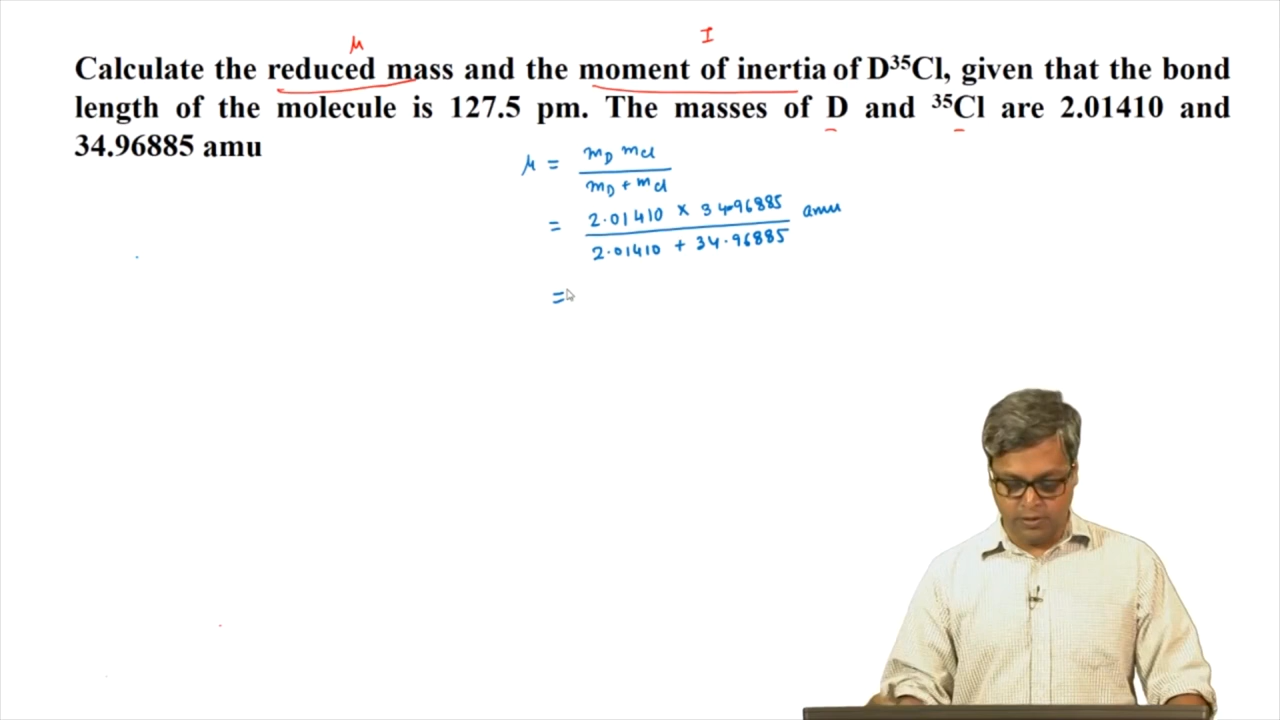 μ
I
Calculate the reduced mass and the moment of inertia of D³⁵Cl, given that the bond
length of the molecule is 127.5 pm. The masses of D and ³⁵Cl are 2.01410 and
34.96885 amu
μ = m_D m_Cl / m_D + m_Cl
= 2.01410 × 34.96885 / 2.01410 + 34.96885 amu
=